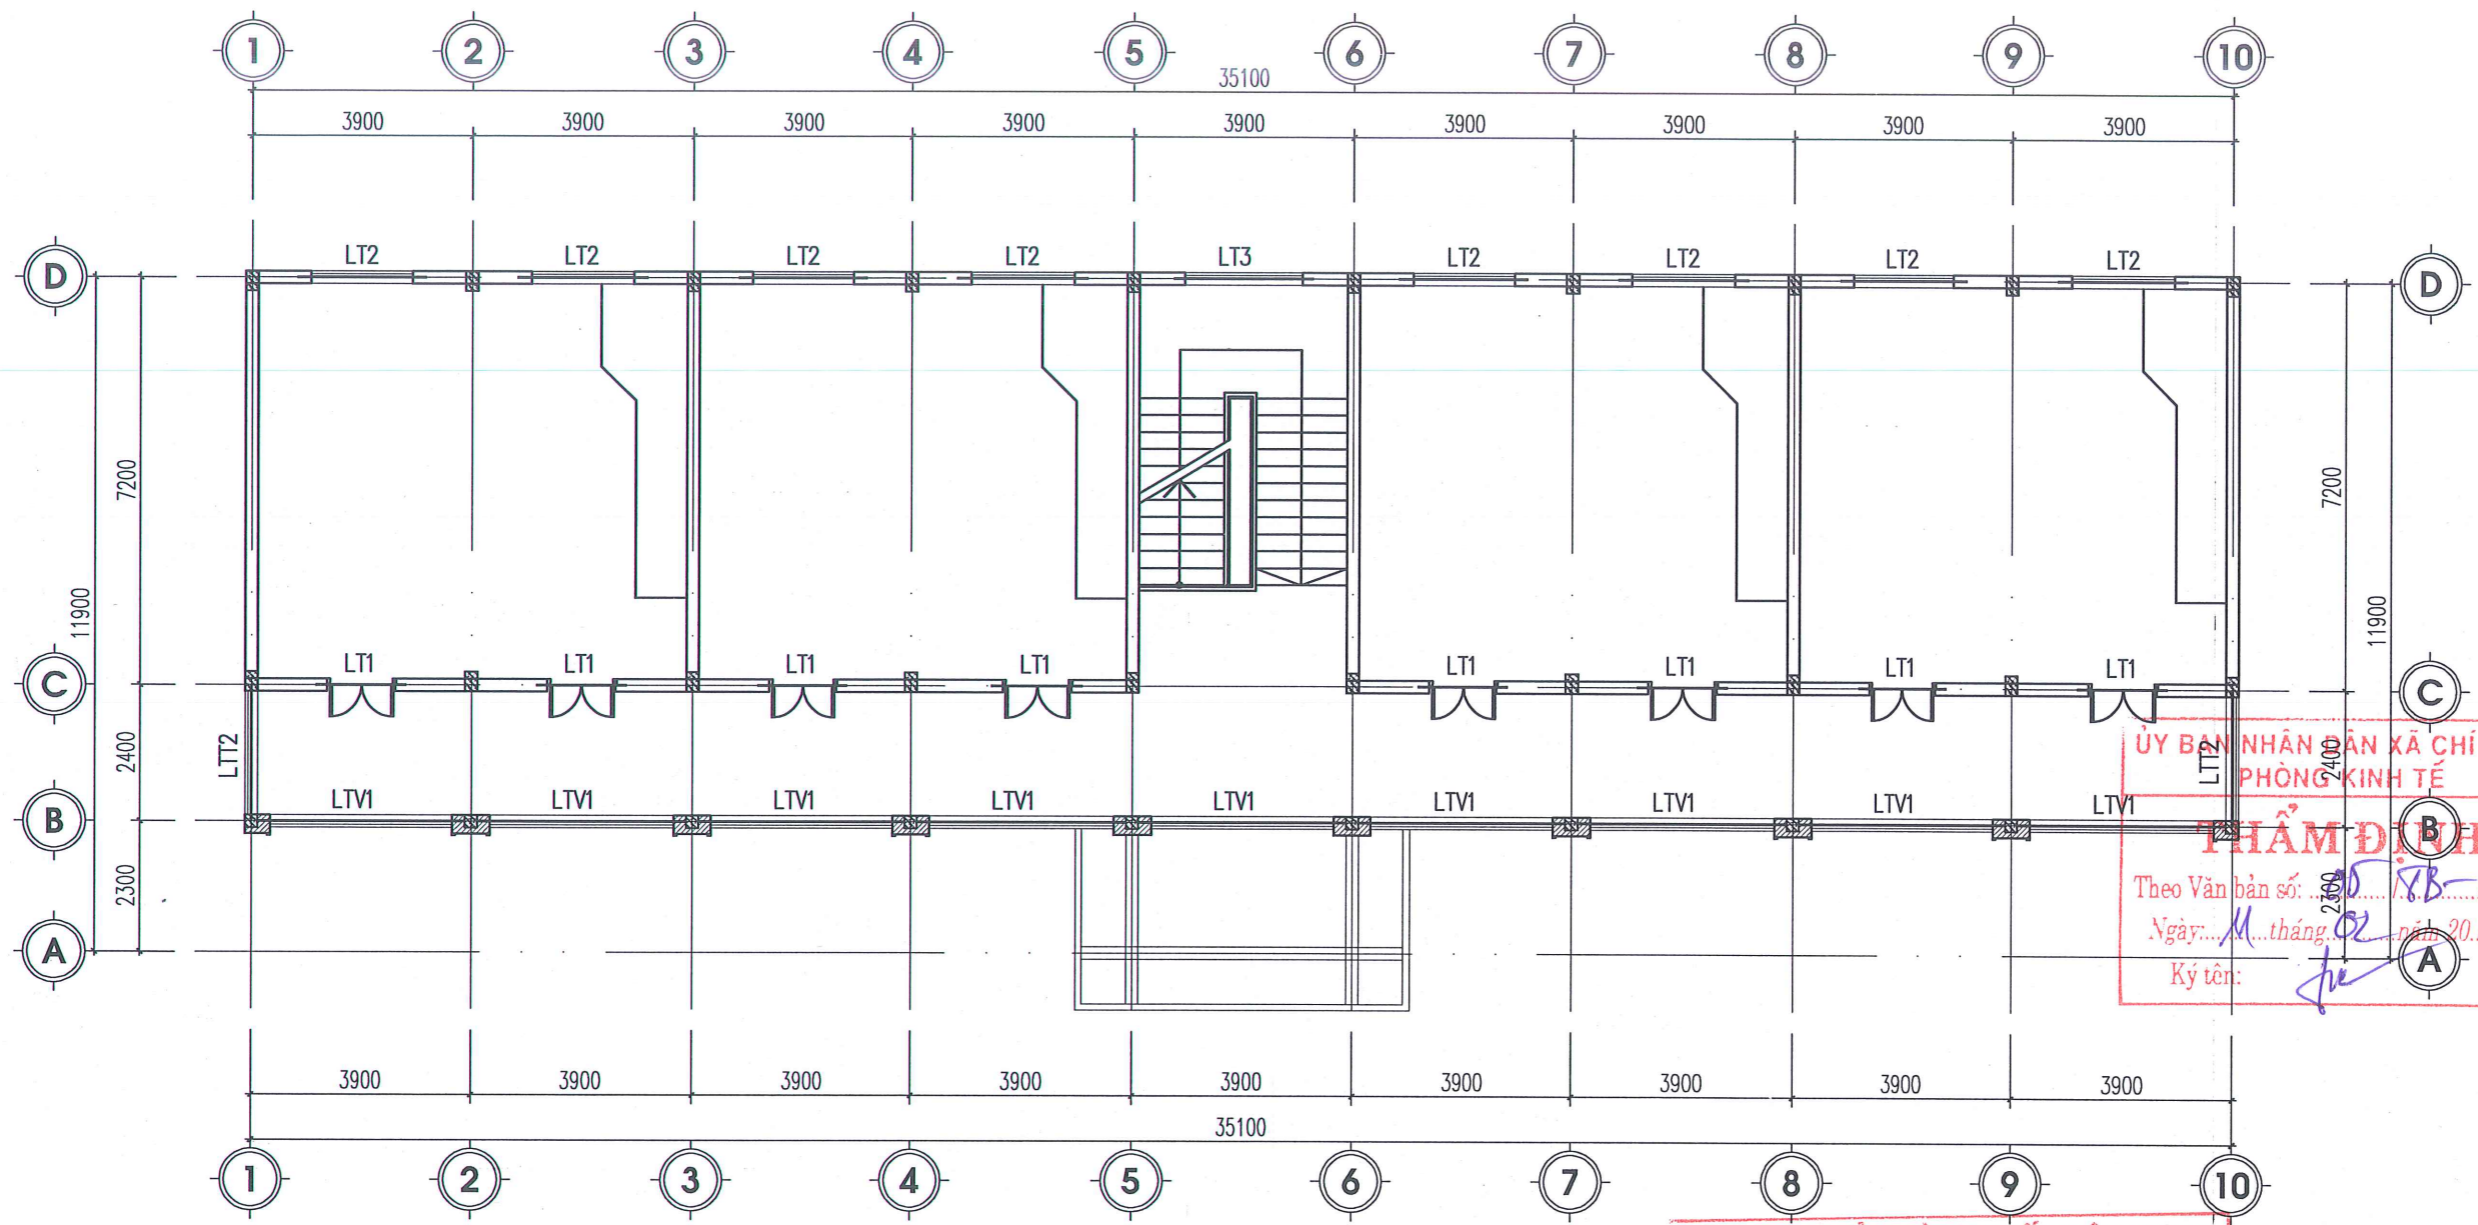 1 2 3 4 5 6 7 8 9 10
35100
3900 3900 3900 3900 3900 3900 3900 3900 3900
LT2 LT2 LT2 LT2 LT3 LT2 LT2 LT2 LT2
D D
7200 7200
11900 11900
LT1 LT1 LT1 LT1 LT1 LT1 LT1 LT1
C C
2400 LTT2 LTT2 2400
LTV1 LTV1 LTV1 LTV1 LTV1 LTV1 LTV1 LTV1 LTV1
B B
2300 2300
A A
ỦY BAN NHÂN DÂN XÃ CHÍ
PHÒNG KINH TẾ
THẨM ĐỊNH
Theo Văn bản số: /TB-
Ngày: 11 tháng 02 năm 20
Ký tên:
3900 3900 3900 3900 3900 3900 3900 3900 3900
35100
1 2 3 4 5 6 7 8 9 10